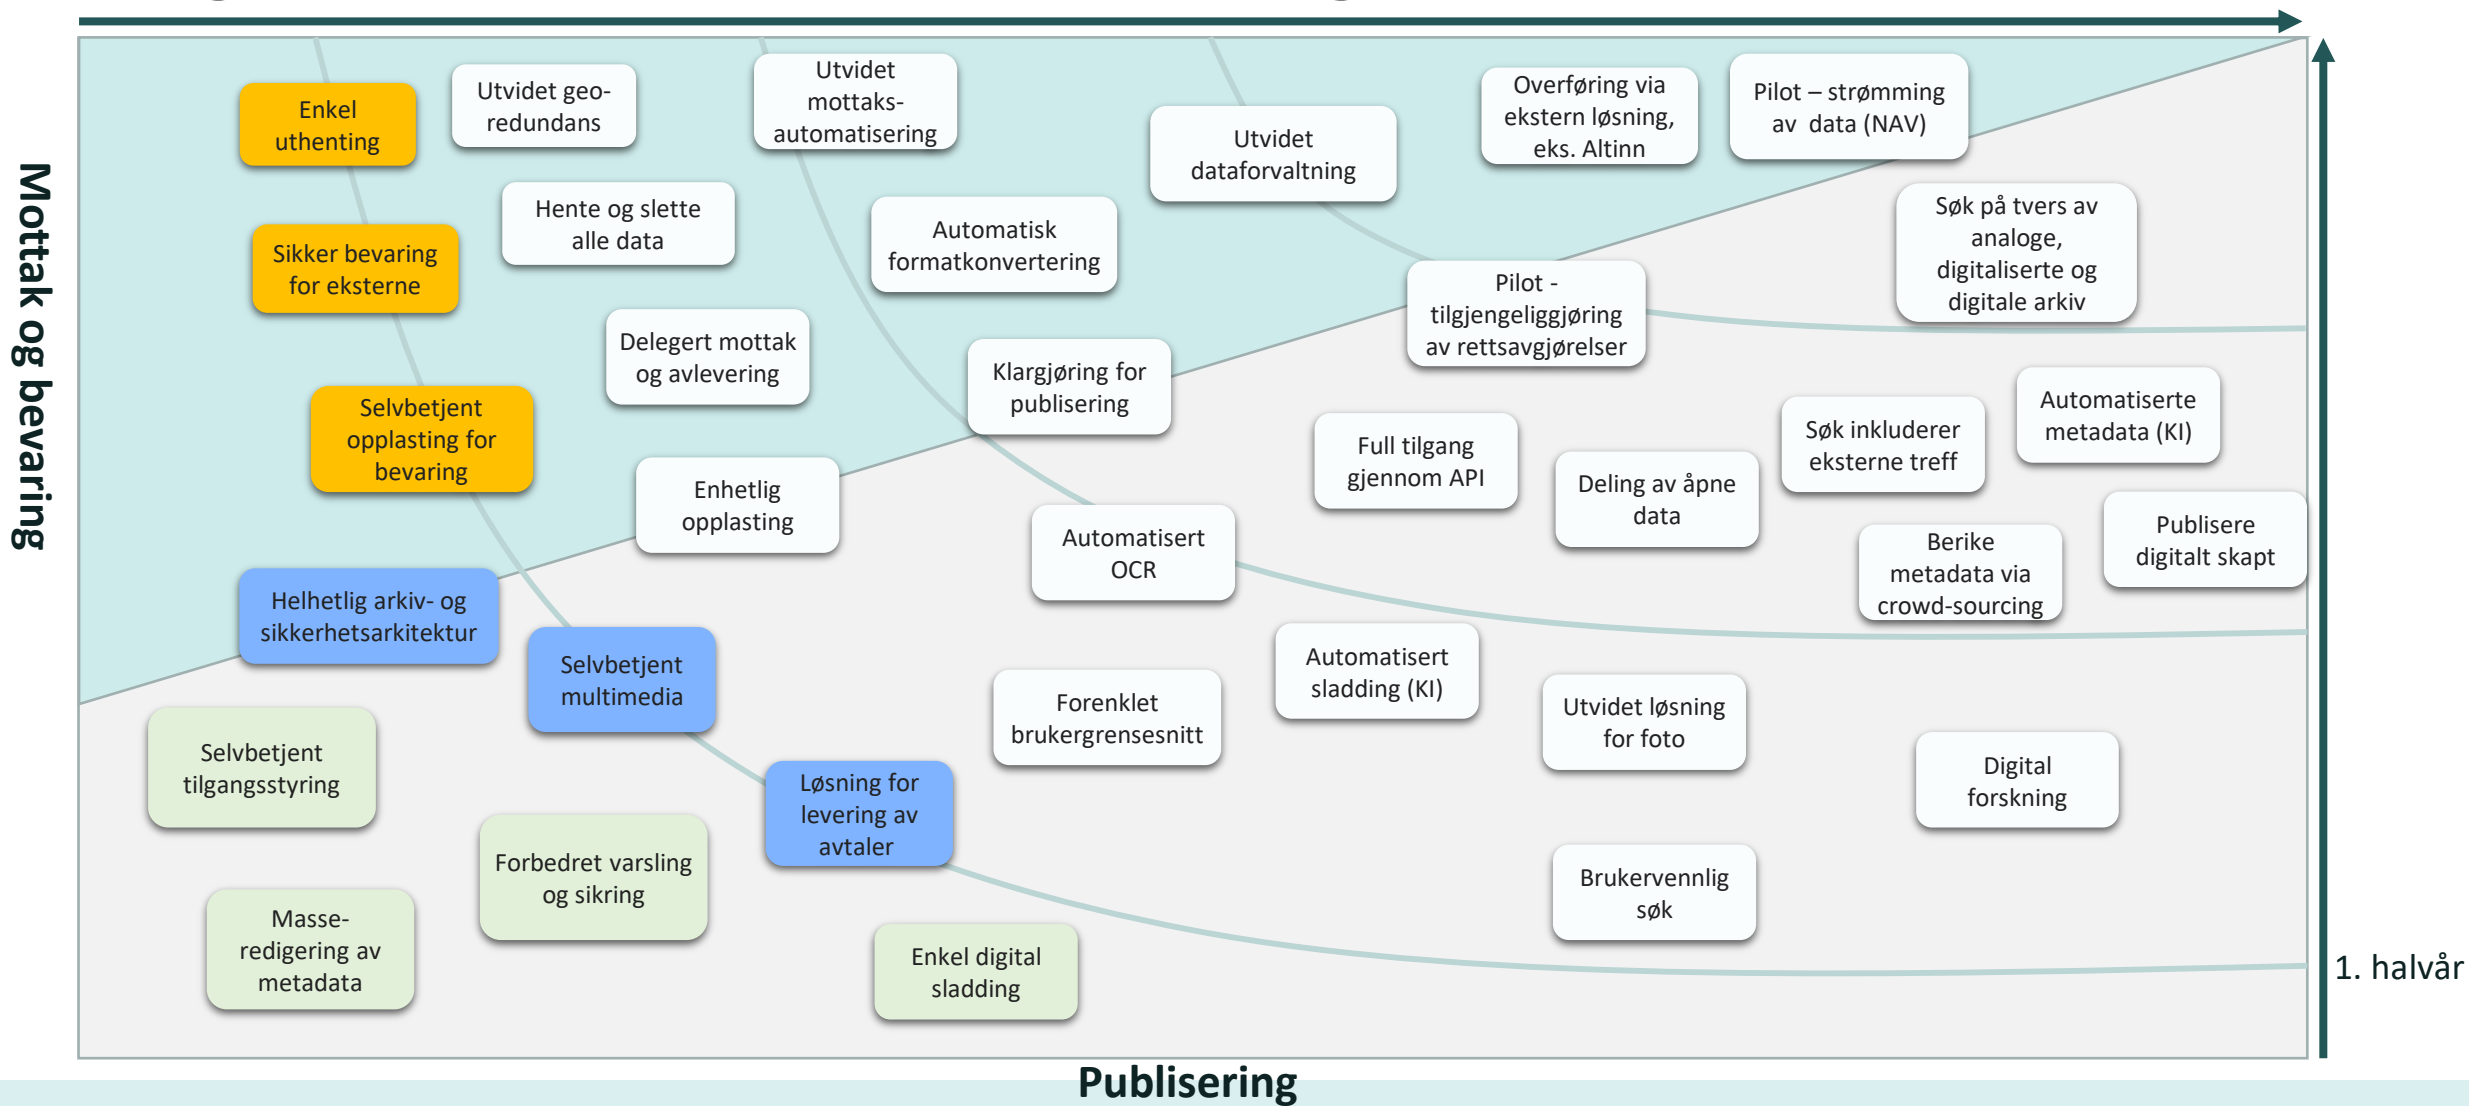 Mottak og bevaring
Enkel
uthenting
Utvidet geo-
redundans
Utvidet
mottaks-
automatisering
Utvidet
dataforvaltning
Overføring via
ekstern løsning,
eks. Altinn
Pilot – strømming
av data (NAV)
Sikker bevaring
for eksterne
Hente og slette
alle data
Automatisk
formatkonvertering
Søk på tvers av
analoge,
digitaliserte og
digitale arkiv
Delegert mottak
og avlevering
Pilot -
tilgjengeliggjøring
av rettsavgjørelser
Selvbetjent
opplasting for
bevaring
Klargjøring for
publisering
Enhetlig
opplasting
Full tilgang
gjennom API
Deling av åpne
data
Søk inkluderer
eksterne treff
Automatiserte
metadata (KI)
Automatisert
OCR
Berike
metadata via
crowd-sourcing
Publisere
digitalt skapt
Helhetlig arkiv- og
sikkerhetsarkitektur
Selvbetjent
multimedia
Forenklet
brukergrensesnitt
Automatisert
sladding (KI)
Utvidet løsning
for foto
Digital
forskning
Selvbetjent
tilgangsstyring
Løsning for
levering av
avtaler
Forbedret varsling
og sikring
Brukervennlig
søk
Masse-
redigering av
metadata
Enkel digital
sladding
1. halvår
Publisering